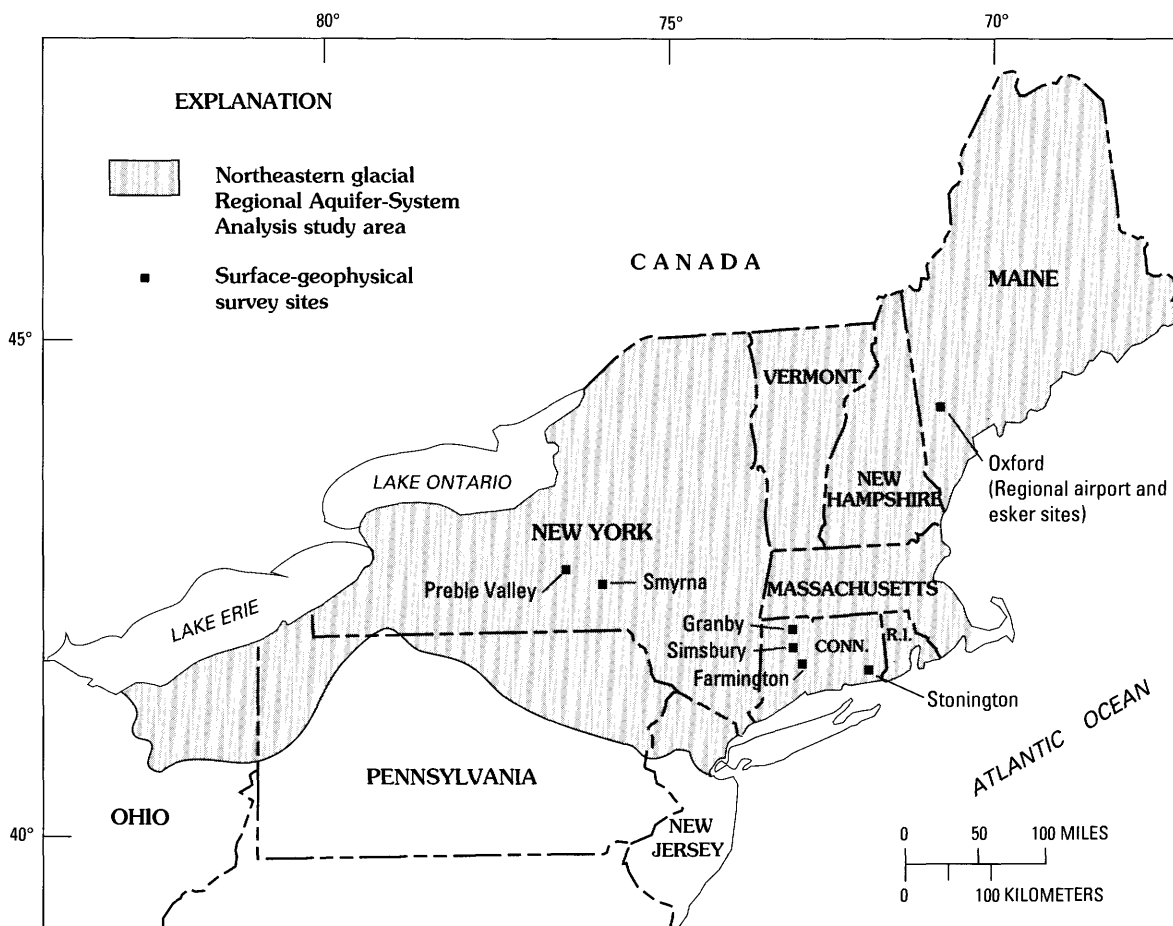 80°
75°
70°
EXPLANATION
Northeastern glacial
Regional Aquifer-System
Analysis study area
Surface-geophysical
survey sites
CANADA
MAINE
45°
VERMONT
Oxford
(Regional airport and
esker sites)
LAKE ONTARIO
NEW
HAMPSHIRE
NEW YORK
Preble Valley
Smyrna
MASSACHUSETTS
LAKE ERIE
Granby
Simsbury
CONN.
R.I.
Farmington
Stonington
ATLANTIC OCEAN
PENNSYLVANIA
OHIO
40°
NEW
JERSEY
0 50 100 MILES
0 100 KILOMETERS